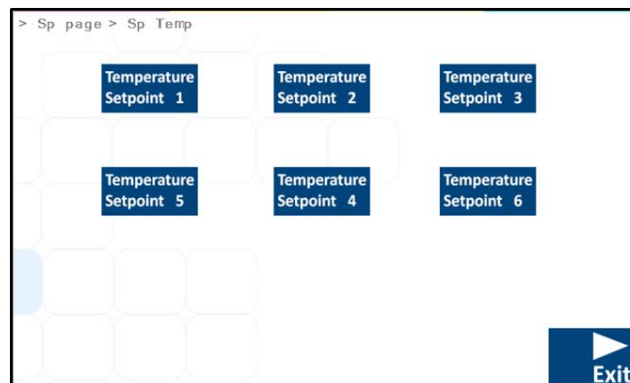 > Sp page > Sp Temp
Temperature
Setpoint 1
Temperature
Setpoint 2
Temperature
Setpoint 3
Temperature
Setpoint 5
Temperature
Setpoint 4
Temperature
Setpoint 6
Exit